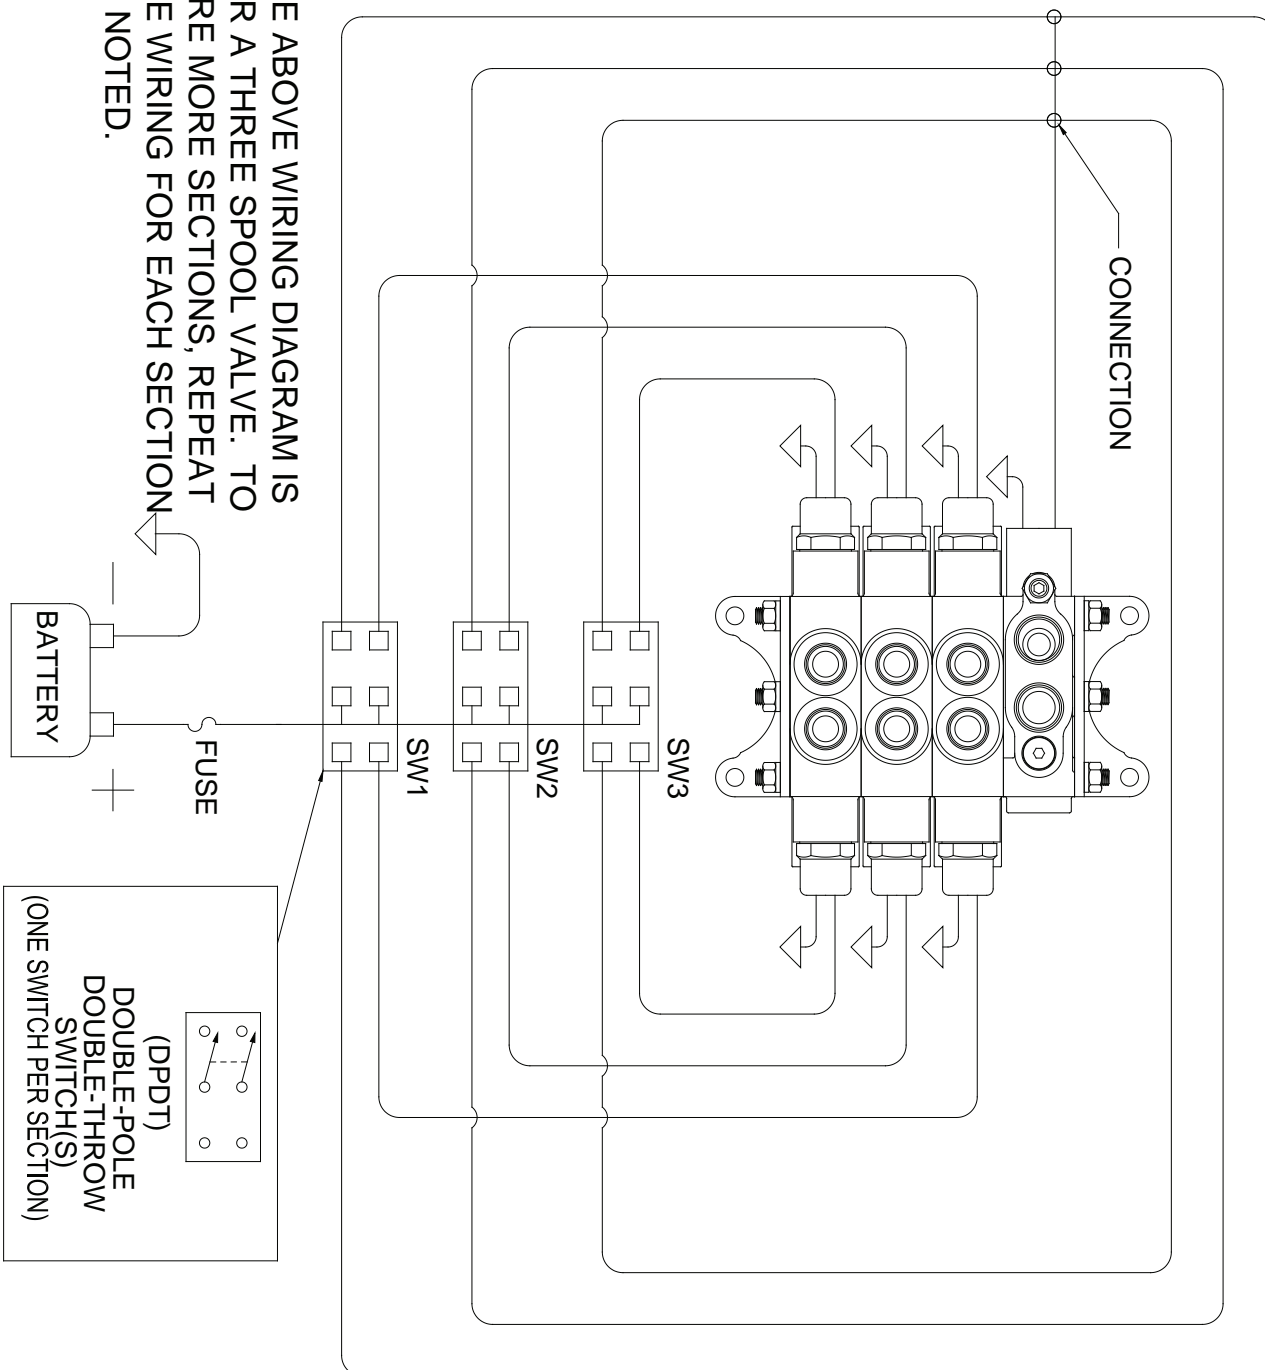 CONNECTION
SW3
SW2
SW1
FUSE
BATTERY
E ABOVE WIRING DIAGRAM IS
R A THREE SPOOL VALVE. TO
RE MORE SECTIONS, REPEAT
E WIRING FOR EACH SECTION
NOTED.
(DPDT)
DOUBLE-POLE
DOUBLE-THROW
SWITCH(S)
(ONE SWITCH PER SECTION)